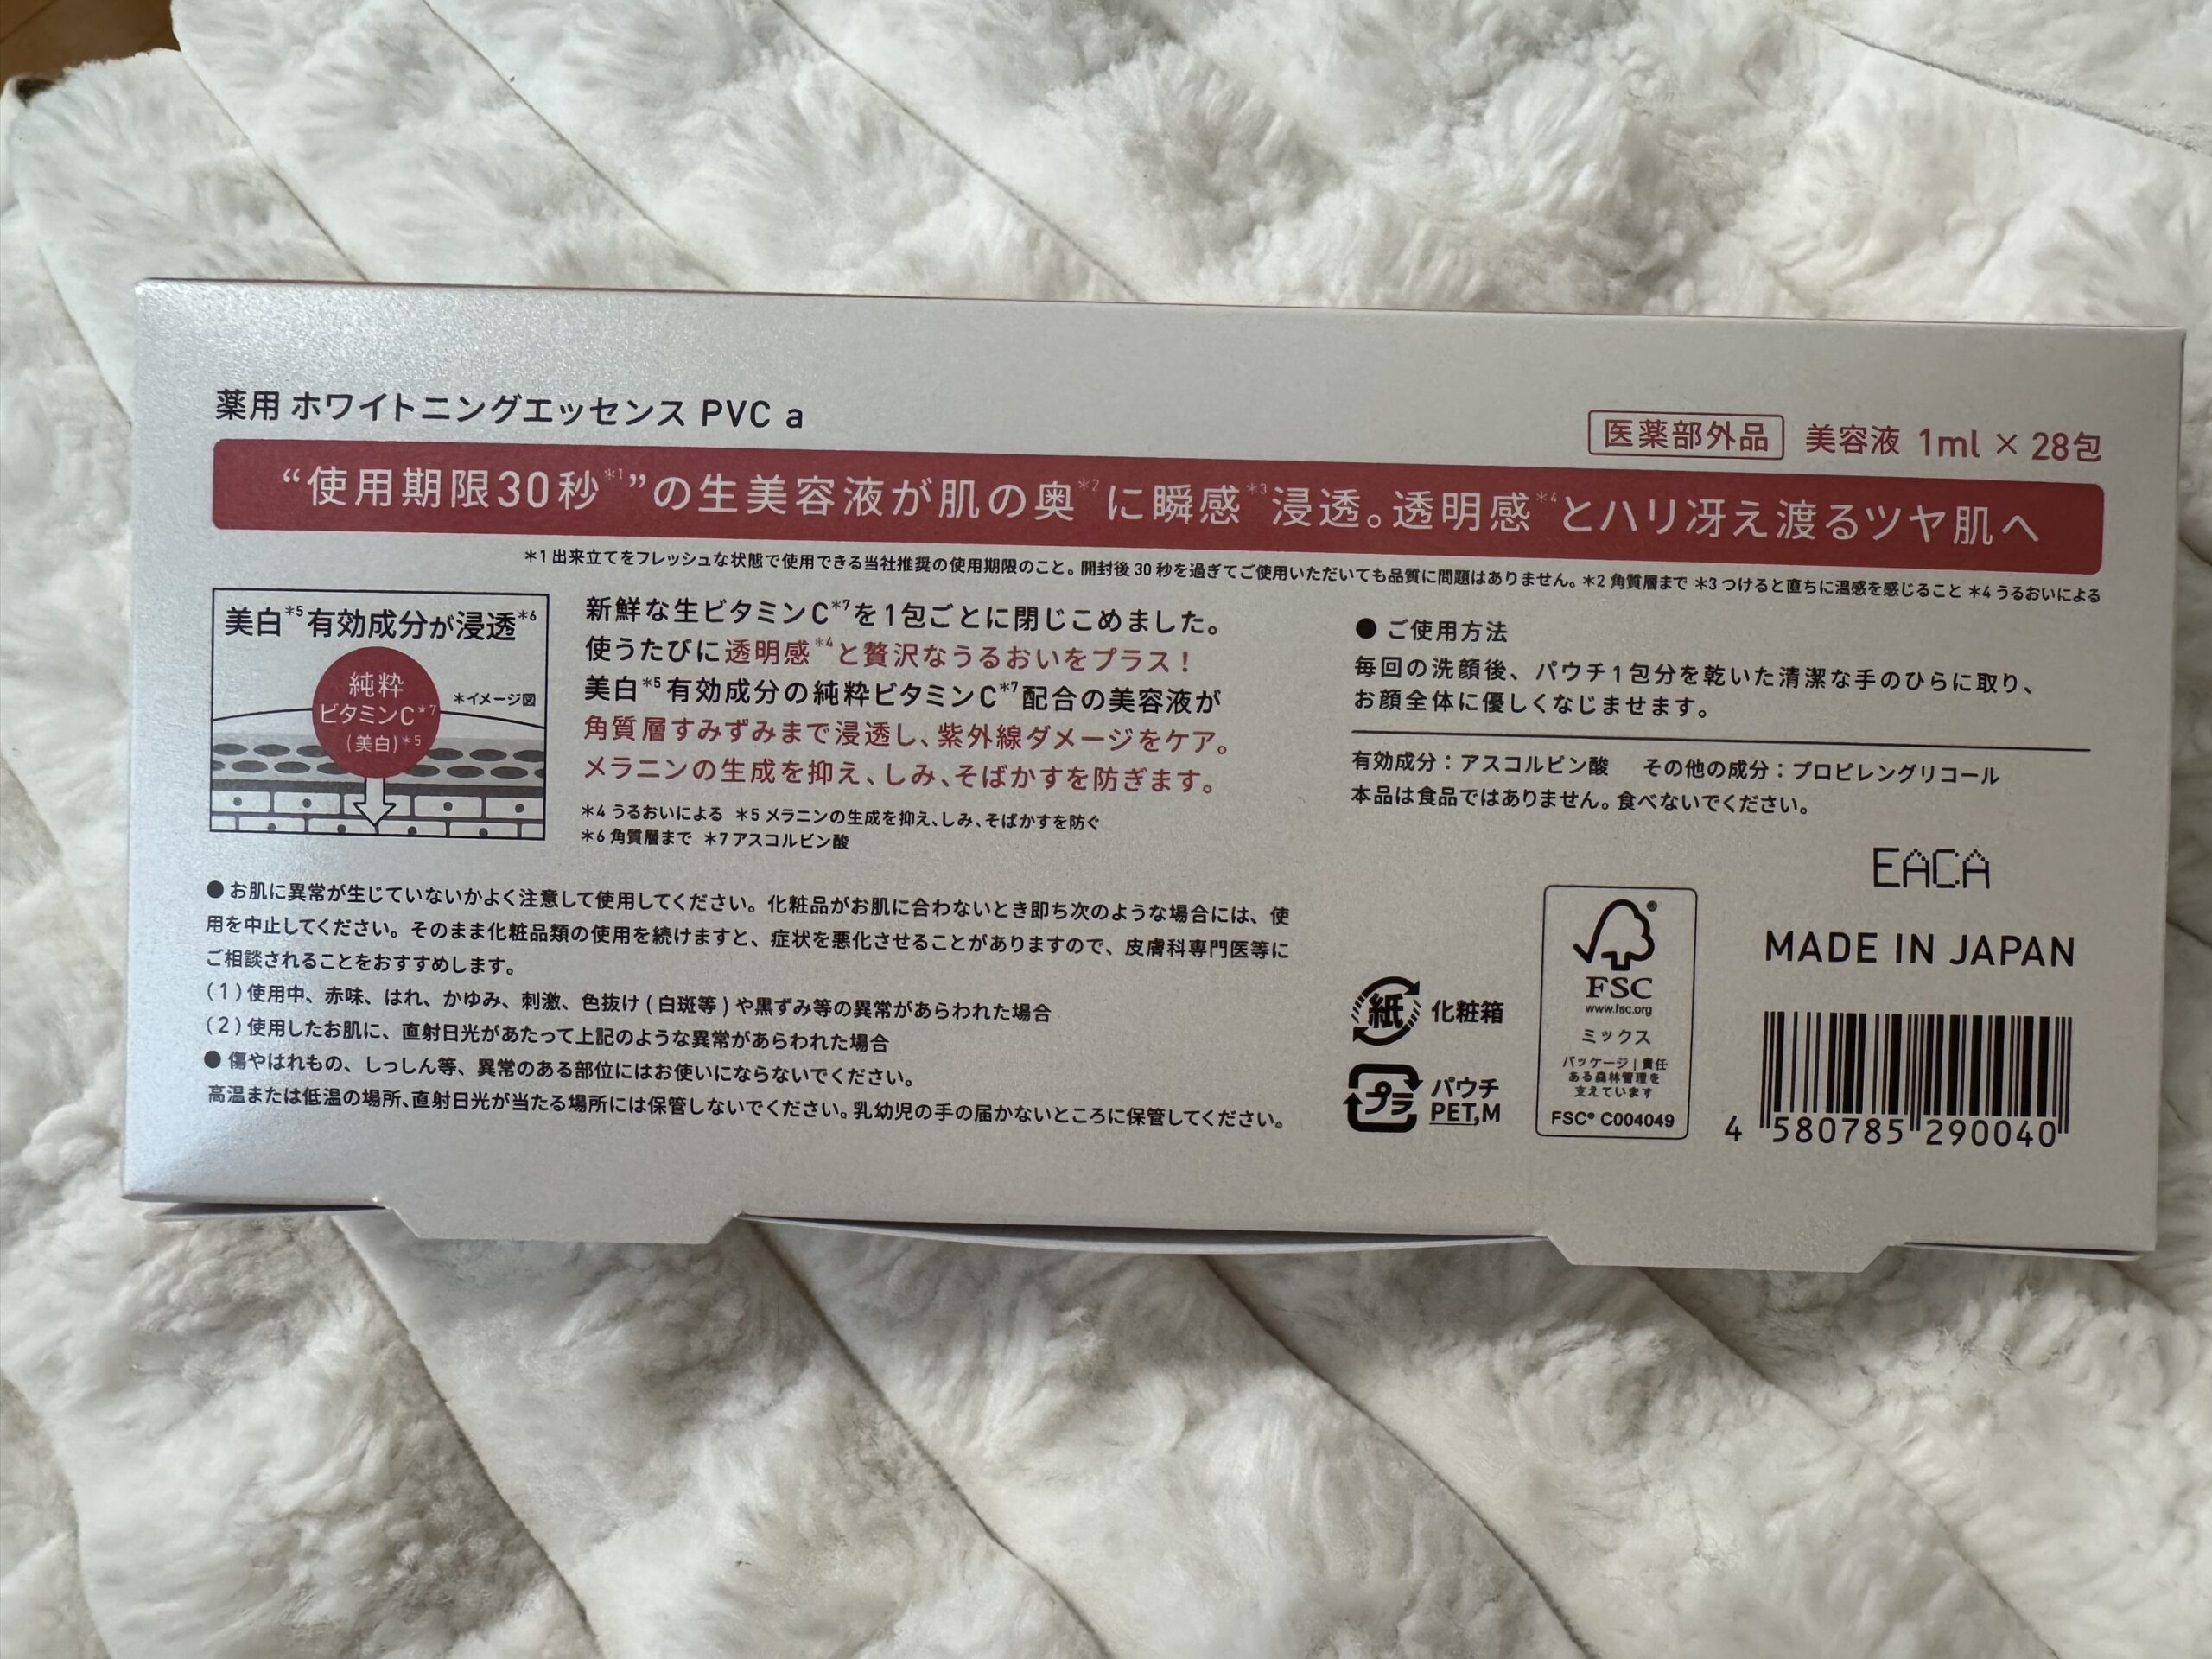 薬用 ホワイトニングエッセンス PVC a
医薬部外品 美容液 1ml × 28包
“使用期限30秒*1”の生美容液が肌の奥*2に瞬感*3浸透。透明感*4とハリ冴え渡るツヤ肌へ
*1 出来立てをフレッシュな状態で使用できる当社推奨の使用期限のこと。開封後30秒を過ぎてご使用いただいても品質に問題はありません。*2 角質層まで *3 つけると直ちに温感を感じること *4 うるおいによる
美白*5有効成分が浸透*6
純粋
ビタミンC*7
(美白)*5
*イメージ図
新鮮な生ビタミンC*7を1包ごとに閉じこめました。
使うたびに透明感*4と贅沢なうるおいをプラス！
美白*5有効成分の純粋ビタミンC*7配合の美容液が
角質層すみずみまで浸透し、紫外線ダメージをケア。
メラニンの生成を抑え、しみ、そばかすを防ぎます。
*4 うるおいによる *5 メラニンの生成を抑え、しみ、そばかすを防ぐ
*6 角質層まで *7 アスコルビン酸
● ご使用方法
毎回の洗顔後、パウチ1包分を乾いた清潔な手のひらに取り、
お顔全体に優しくなじませます。
有効成分：アスコルビン酸 その他の成分：プロピレングリコール
本品は食品ではありません。食べないでください。
● お肌に異常が生じていないかよく注意して使用してください。化粧品がお肌に合わないとき即ち次のような場合には、使
用を中止してください。そのまま化粧品類の使用を続けますと、症状を悪化させることがありますので、皮膚科専門医等に
ご相談されることをおすすめします。
(1) 使用中、赤味、はれ、かゆみ、刺激、色抜け(白斑等)や黒ずみ等の異常があらわれた場合
(2) 使用したお肌に、直射日光があたって上記のような異常があらわれた場合
● 傷やはれもの、しっしん等、異常のある部位にはお使いにならないでください。
高温または低温の場所、直射日光が当たる場所には保管しないでください。乳幼児の手の届かないところに保管してください。
紙 化粧箱
プラ パウチ
PET,M
®
FSC
www.fsc.org
ミックス
パッケージ | 責任
ある森林管理を
支えています
FSC® C004049
EACA
MADE IN JAPAN
4 580785 290040